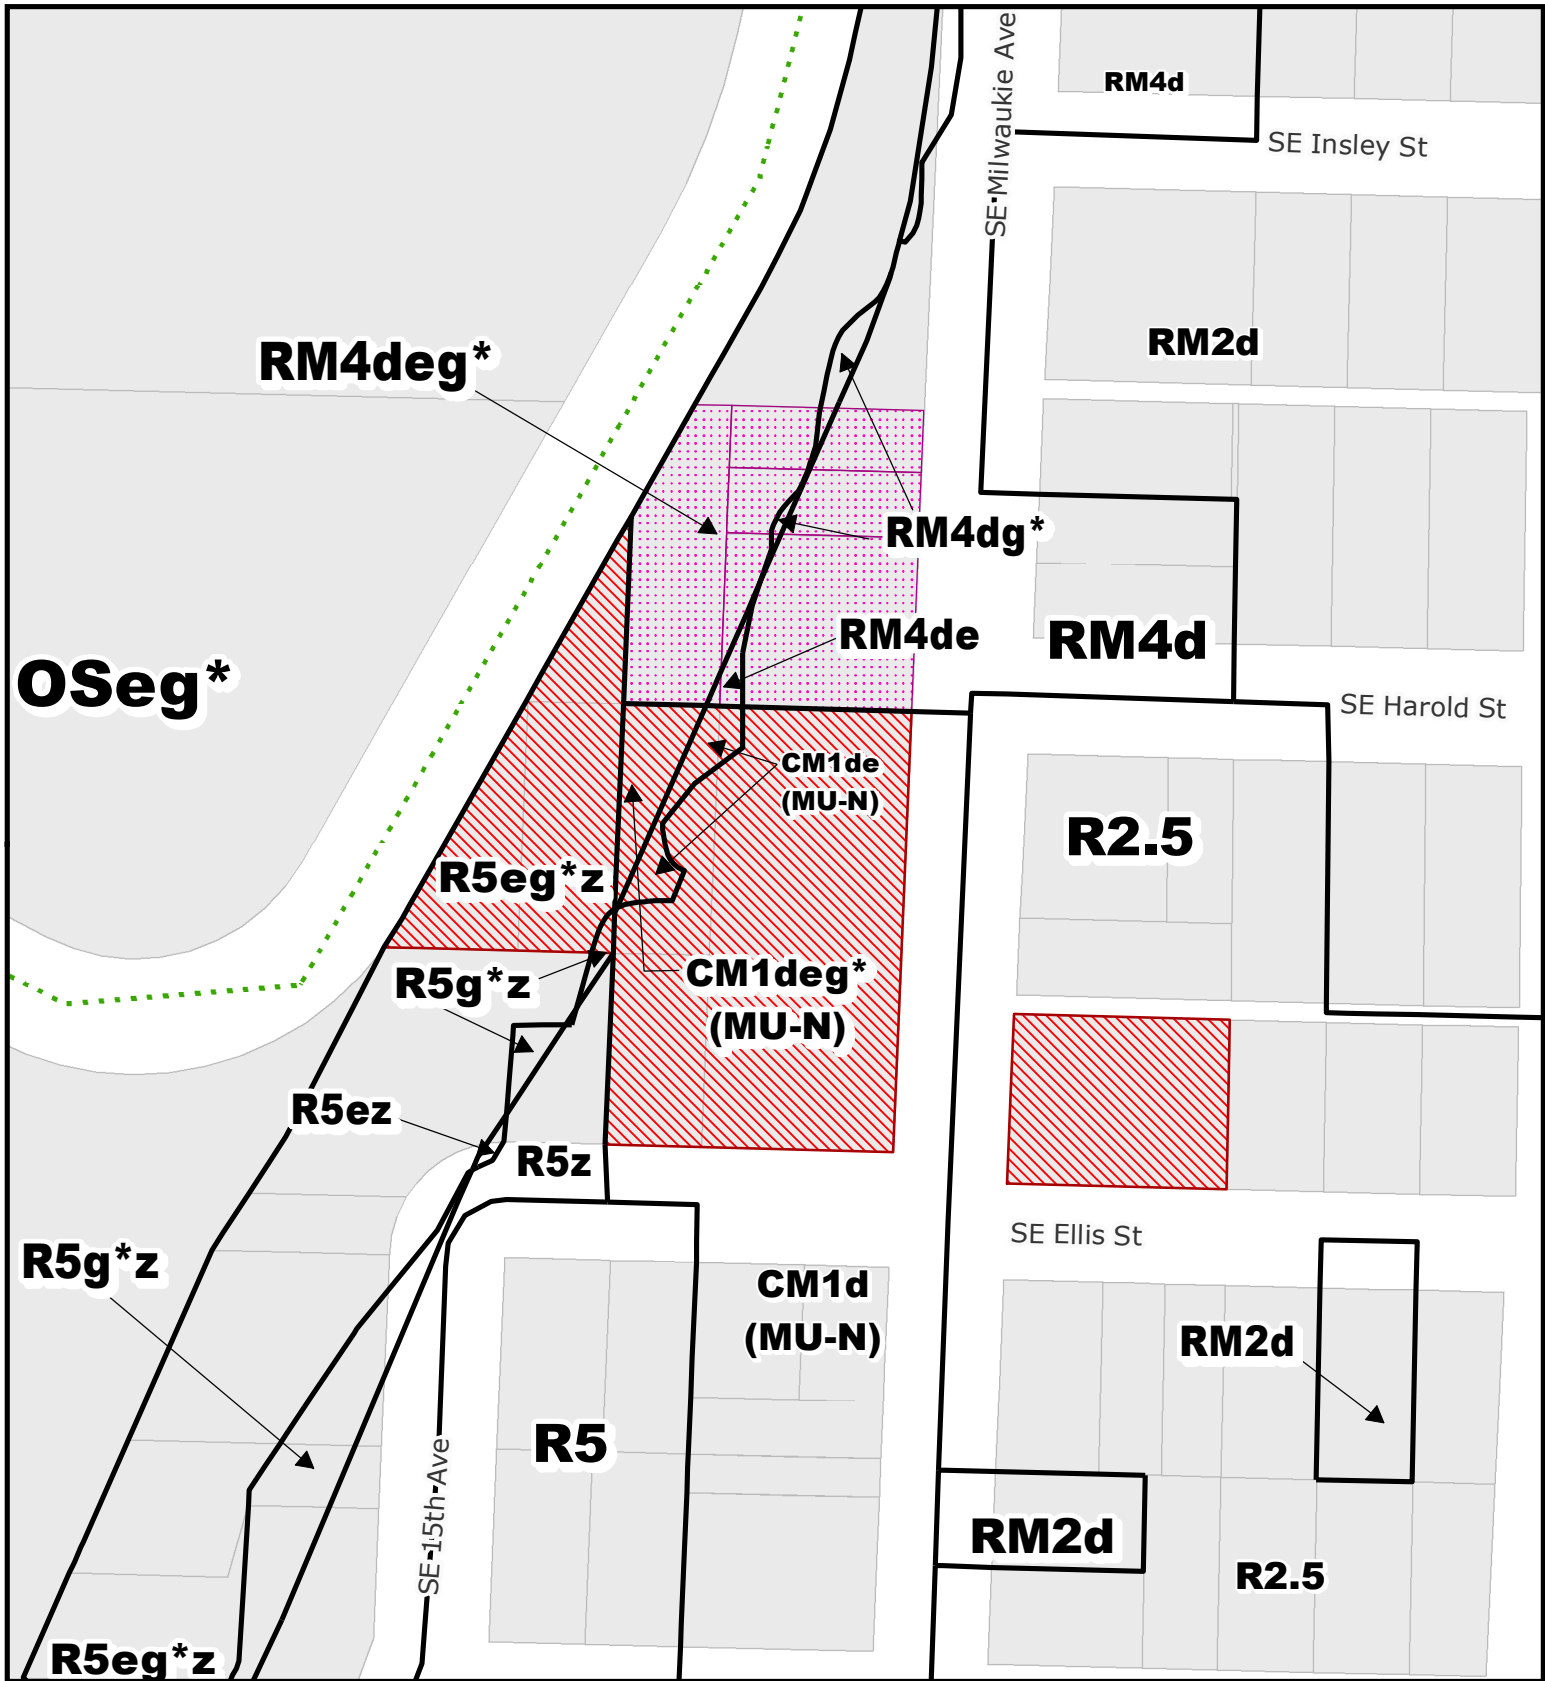 RM4d
SE Milwaukie Ave
SE Insley St
RM2d
RM4deg*
RM4dg*
RM4de
RM4d
OSeg*
SE Harold St
CM1de
(MU-N)
R2.5
R5eg*z
CM1deg*
(MU-N)
R5g*z
R5ez
R5z
SE Ellis St
R5g*z
CM1d
(MU-N)
RM2d
R5
SE 15th Ave
RM2d
R2.5
R5eg*z